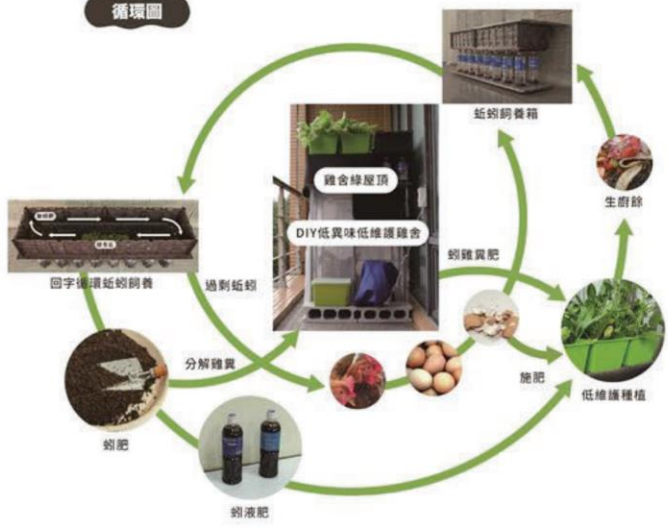 循環圖
蚯蚓飼養箱
雞舍綠屋頂
生廚餘
DIY低異味低維護雞舍
蚓雞糞肥
回字循環蚯蚓飼養
過剩蚯蚓
分解雞糞
施肥
低維護種植
蚓肥
蚓液肥